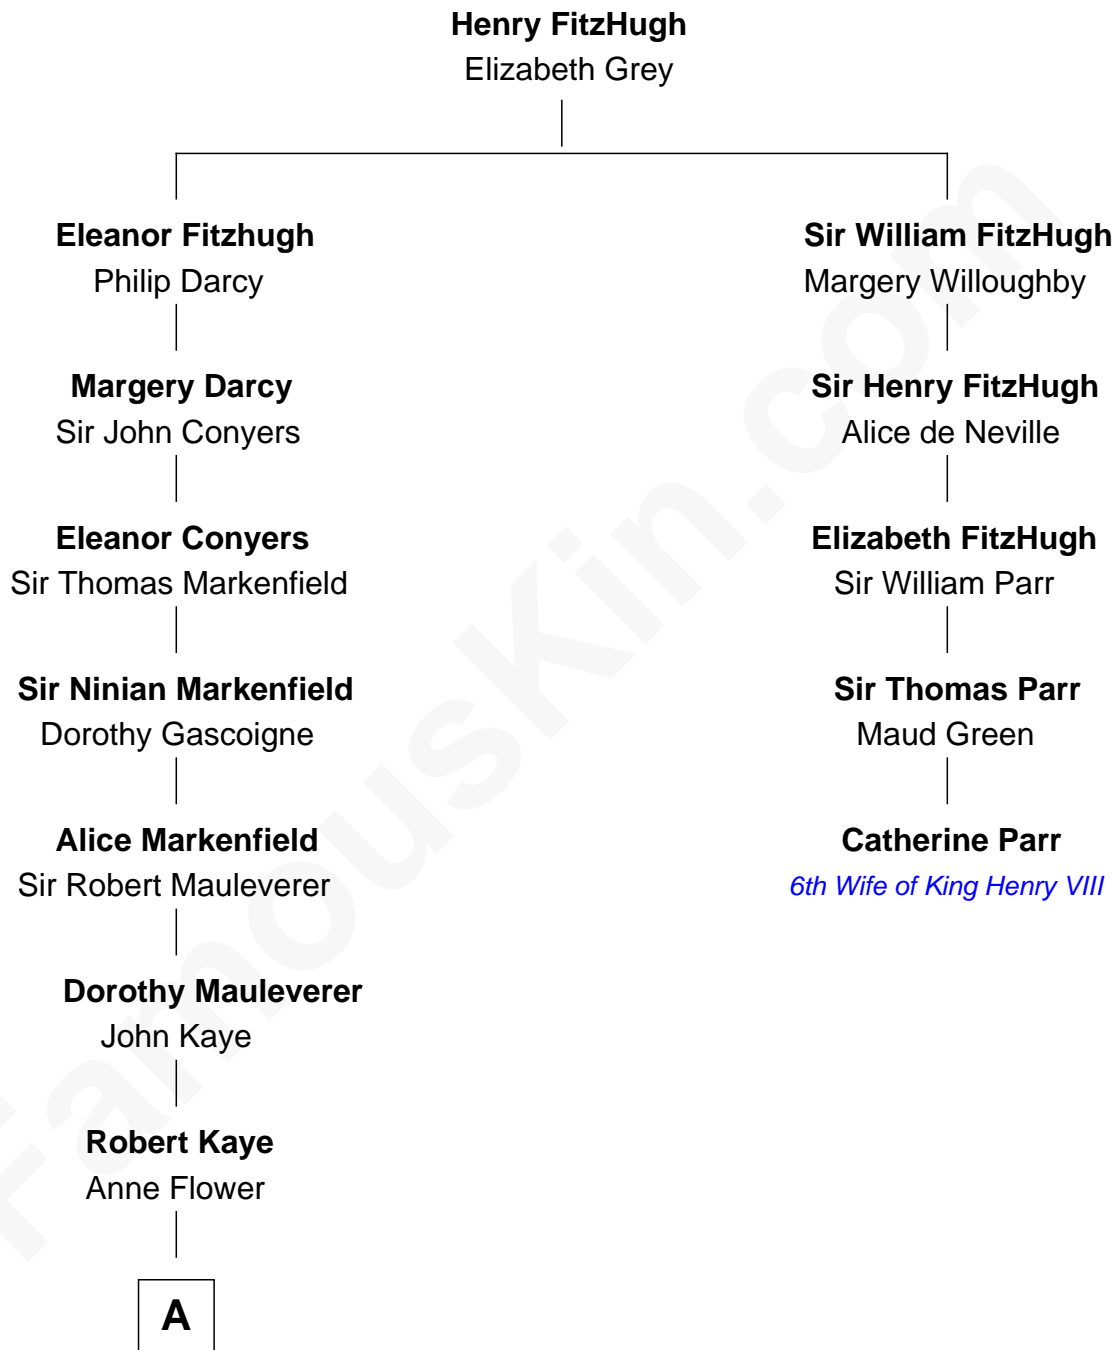 Henry FitzHugh
Elizabeth Grey
Eleanor Fitzhugh
Philip Darcy
Margery Darcy
Sir John Conyers
Eleanor Conyers
Sir Thomas Markenfield
Sir Ninian Markenfield
Dorothy Gascoigne
Alice Markenfield
Sir Robert Mauleverer
Dorothy Mauleverer
John Kaye
Robert Kaye
Anne Flower
A
Sir William FitzHugh
Margery Willoughby
Sir Henry FitzHugh
Alice de Neville
Elizabeth FitzHugh
Sir William Parr
Sir Thomas Parr
Maud Green
Catherine Parr
6th Wife of King Henry VIII
FamousKin.com